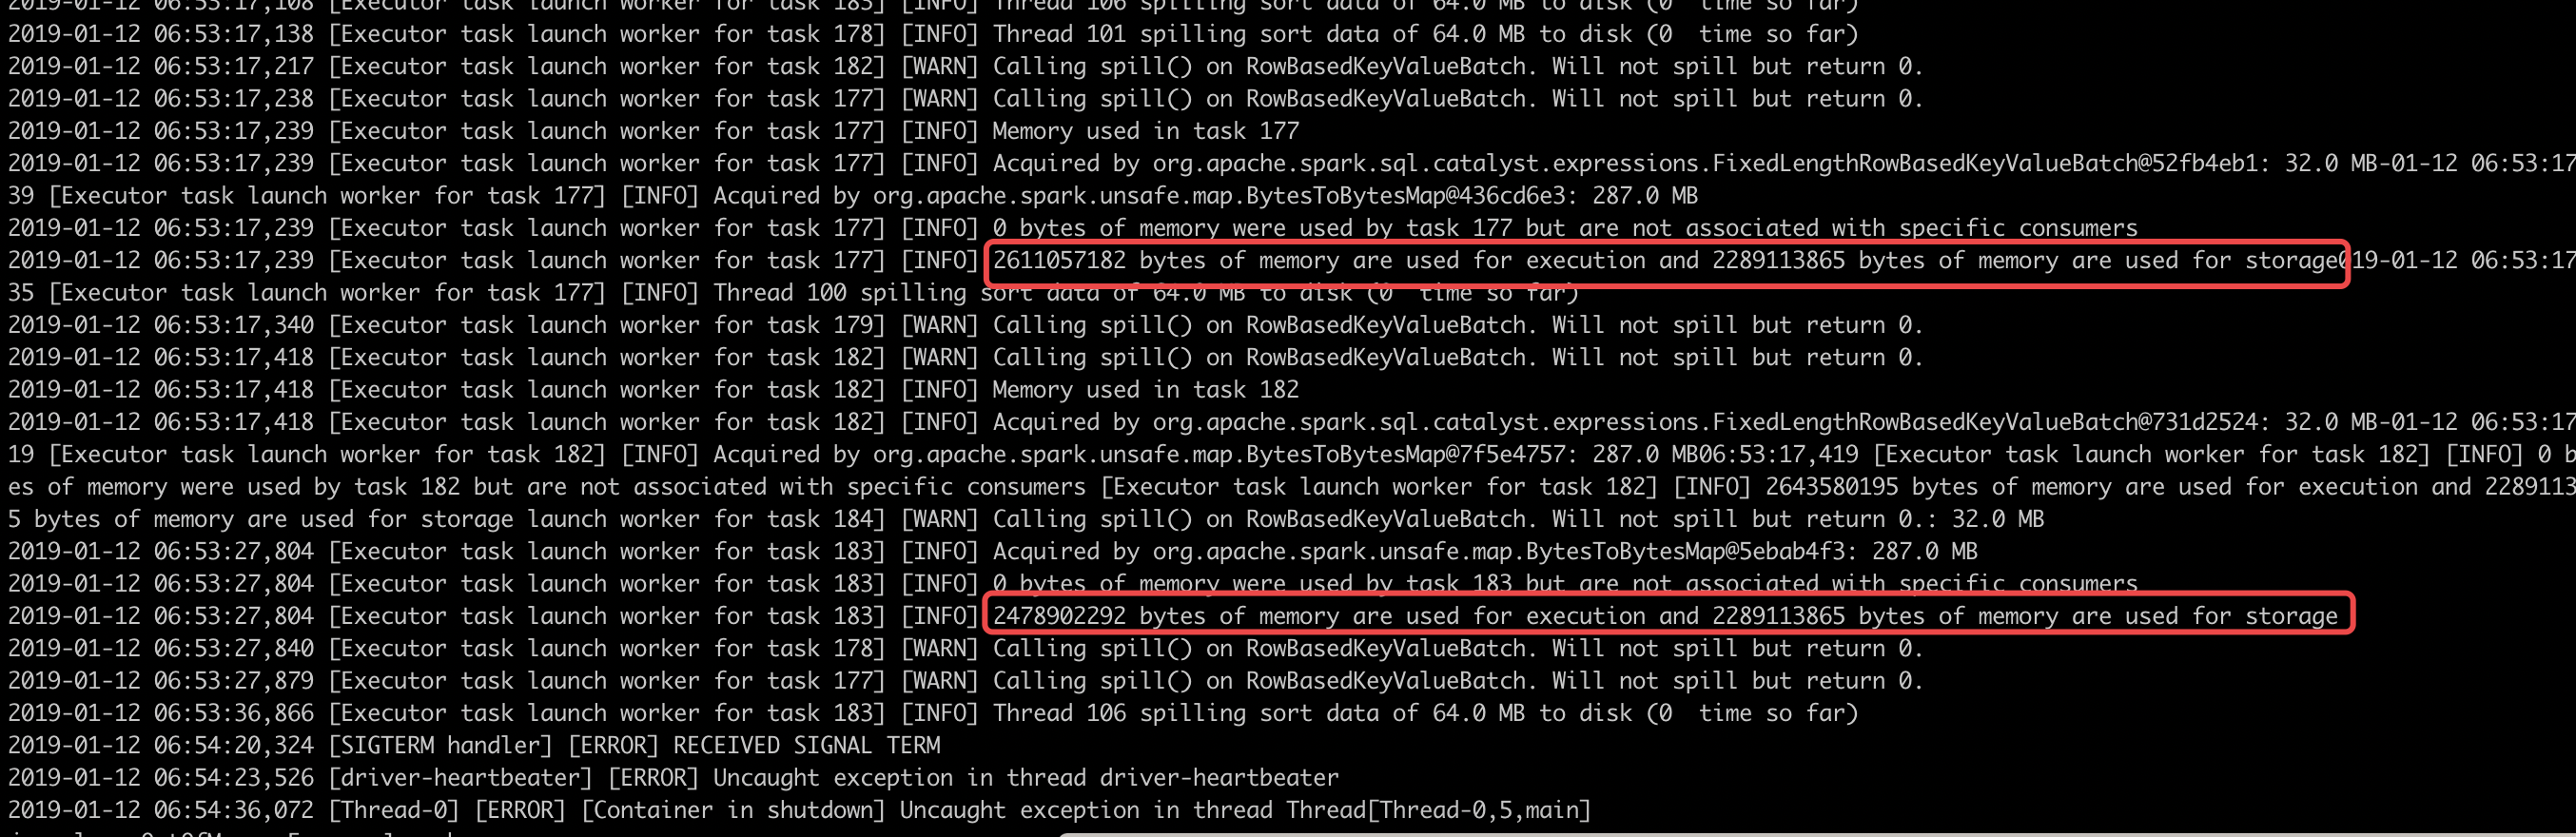 2019-01-12 06:53:17,108 [Executor task launch worker for task 183] [INFO] Thread 106 spilling sort data of 64.0 MB to disk (0  time so far)
2019-01-12 06:53:17,138 [Executor task launch worker for task 178] [INFO] Thread 101 spilling sort data of 64.0 MB to disk (0  time so far)
2019-01-12 06:53:17,217 [Executor task launch worker for task 182] [WARN] Calling spill() on RowBasedKeyValueBatch. Will not spill but return 0.
2019-01-12 06:53:17,238 [Executor task launch worker for task 177] [WARN] Calling spill() on RowBasedKeyValueBatch. Will not spill but return 0.
2019-01-12 06:53:17,239 [Executor task launch worker for task 177] [INFO] Memory used in task 177
2019-01-12 06:53:17,239 [Executor task launch worker for task 177] [INFO] Acquired by org.apache.spark.sql.catalyst.expressions.FixedLengthRowBasedKeyValueBatch@52fb4eb1: 32.0 MB-01-12 06:53:17
39 [Executor task launch worker for task 177] [INFO] Acquired by org.apache.spark.unsafe.map.BytesToBytesMap@436cd6e3: 287.0 MB
2019-01-12 06:53:17,239 [Executor task launch worker for task 177] [INFO] 0 bytes of memory were used by task 177 but are not associated with specific consumers
2019-01-12 06:53:17,239 [Executor task launch worker for task 177] [INFO] 2611057182 bytes of memory are used for execution and 2289113865 bytes of memory are used for storage019-01-12 06:53:17
35 [Executor task launch worker for task 177] [INFO] Thread 100 spilling sort data of 64.0 MB to disk (0  time so far)
2019-01-12 06:53:17,340 [Executor task launch worker for task 179] [WARN] Calling spill() on RowBasedKeyValueBatch. Will not spill but return 0.
2019-01-12 06:53:17,418 [Executor task launch worker for task 182] [WARN] Calling spill() on RowBasedKeyValueBatch. Will not spill but return 0.
2019-01-12 06:53:17,418 [Executor task launch worker for task 182] [INFO] Memory used in task 182
2019-01-12 06:53:17,418 [Executor task launch worker for task 182] [INFO] Acquired by org.apache.spark.sql.catalyst.expressions.FixedLengthRowBasedKeyValueBatch@731d2524: 32.0 MB-01-12 06:53:17
19 [Executor task launch worker for task 182] [INFO] Acquired by org.apache.spark.unsafe.map.BytesToBytesMap@7f5e4757: 287.0 MB06:53:17,419 [Executor task launch worker for task 182] [INFO] 0 b
es of memory were used by task 182 but are not associated with specific consumers [Executor task launch worker for task 182] [INFO] 2643580195 bytes of memory are used for execution and 2289113
5 bytes of memory are used for storage launch worker for task 184] [WARN] Calling spill() on RowBasedKeyValueBatch. Will not spill but return 0.: 32.0 MB
2019-01-12 06:53:27,804 [Executor task launch worker for task 183] [INFO] Acquired by org.apache.spark.unsafe.map.BytesToBytesMap@5ebab4f3: 287.0 MB
2019-01-12 06:53:27,804 [Executor task launch worker for task 183] [INFO] 0 bytes of memory were used by task 183 but are not associated with specific consumers
2019-01-12 06:53:27,804 [Executor task launch worker for task 183] [INFO] 2478902292 bytes of memory are used for execution and 2289113865 bytes of memory are used for storage
2019-01-12 06:53:27,840 [Executor task launch worker for task 178] [WARN] Calling spill() on RowBasedKeyValueBatch. Will not spill but return 0.
2019-01-12 06:53:27,879 [Executor task launch worker for task 177] [WARN] Calling spill() on RowBasedKeyValueBatch. Will not spill but return 0.
2019-01-12 06:53:36,866 [Executor task launch worker for task 183] [INFO] Thread 106 spilling sort data of 64.0 MB to disk (0  time so far)
2019-01-12 06:54:20,324 [SIGTERM handler] [ERROR] RECEIVED SIGNAL TERM
2019-01-12 06:54:23,526 [driver-heartbeater] [ERROR] Uncaught exception in thread driver-heartbeater
2019-01-12 06:54:36,072 [Thread-0] [ERROR] [Container in shutdown] Uncaught exception in thread Thread[Thread-0,5,main]